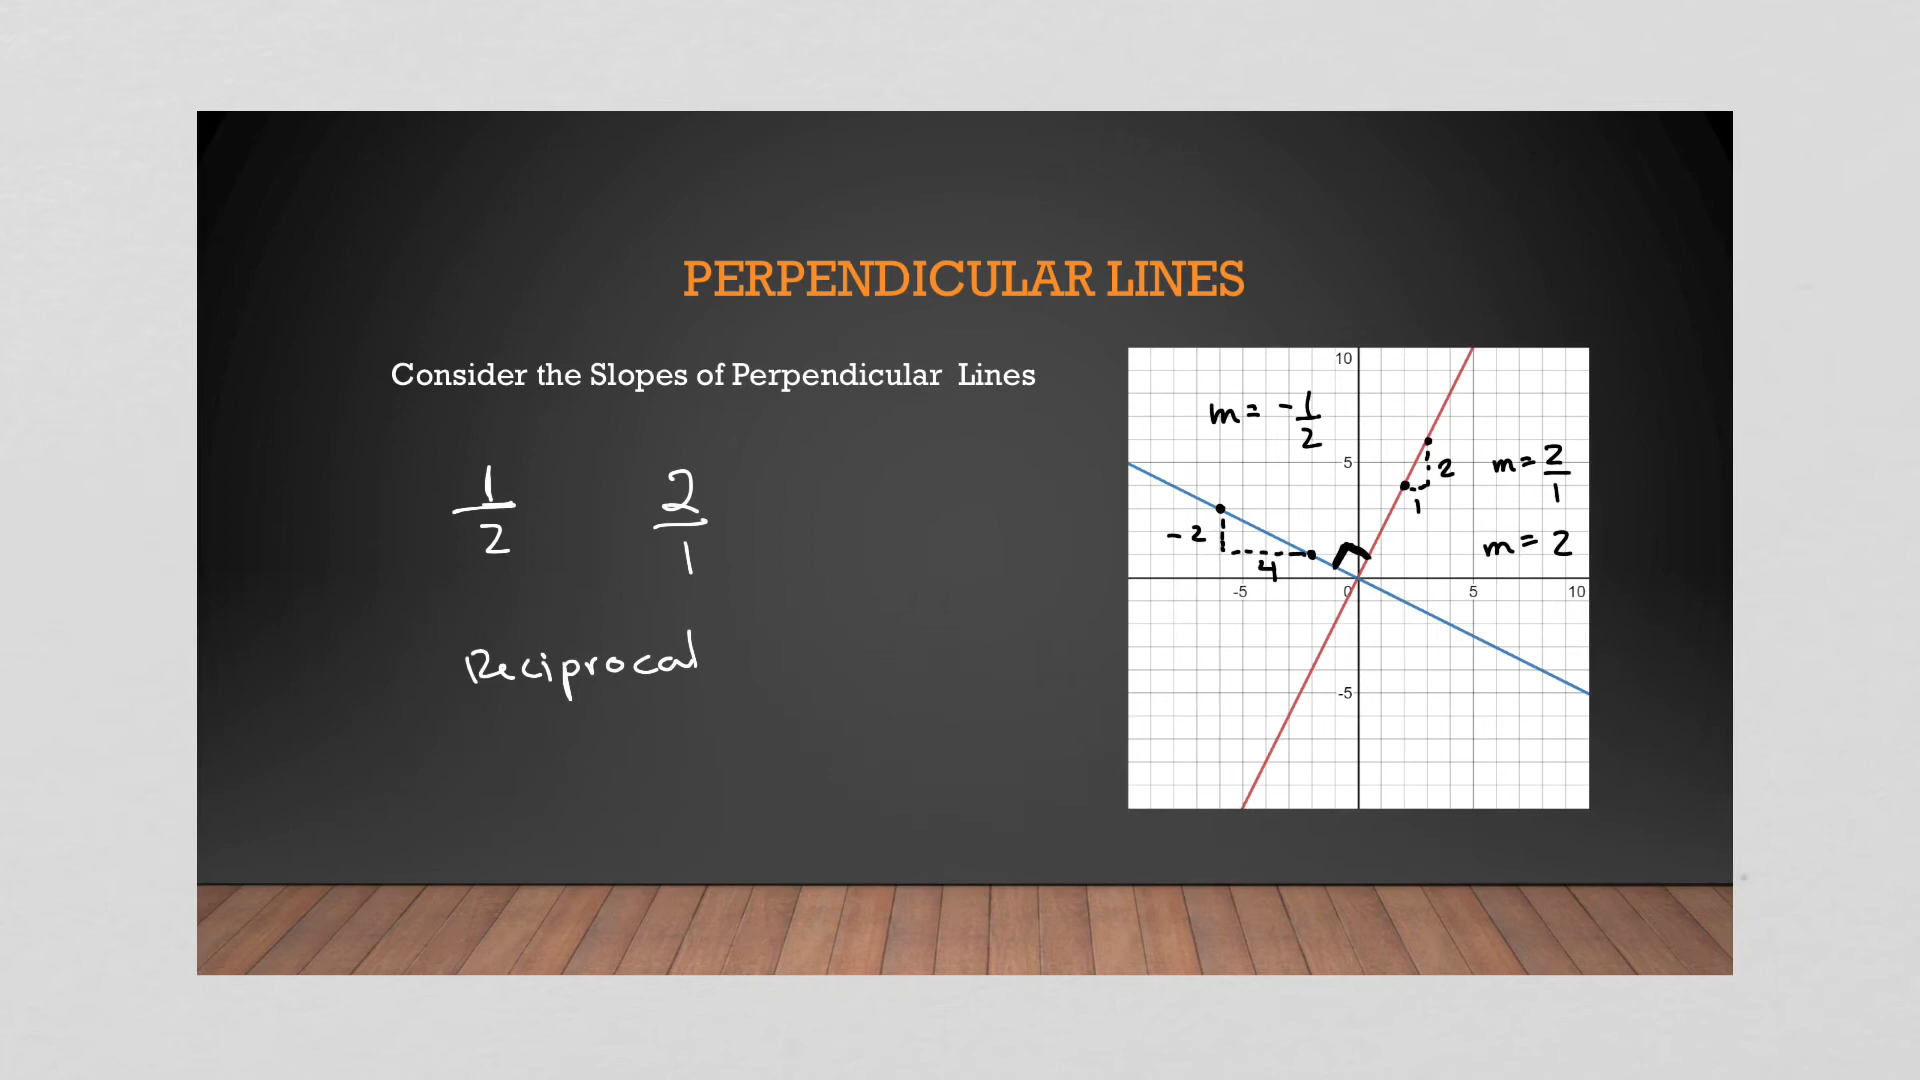 PERPENDICULAR LINES
Consider the Slopes of Perpendicular Lines
1/2 2/1
Reciprocal
10
m = -1/2
5
2
m = 2/1
1
-2
m = 2
4
-5 0 5 10
-5